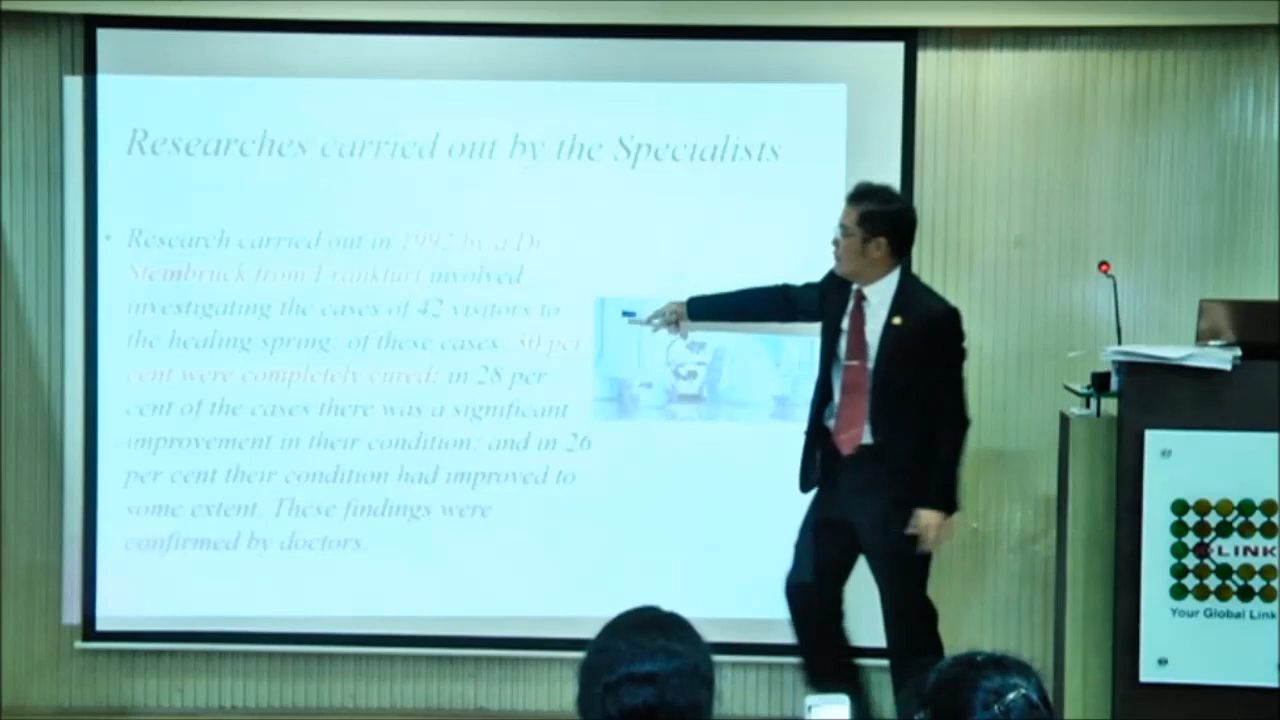 Researches carried out by the Specialists
• Research carried out in 1992 by a Dr
Steinbruck from Frankfurt involved
investigating the cases of 42 visitors to
the healing spring; of these cases, 30 per
cent were completely cured; in 28 per
cent of the cases there was a significant
improvement in their condition; and in 26
per cent their condition had improved to
some extent. These findings were
confirmed by doctors.
LINK
Your Global Link